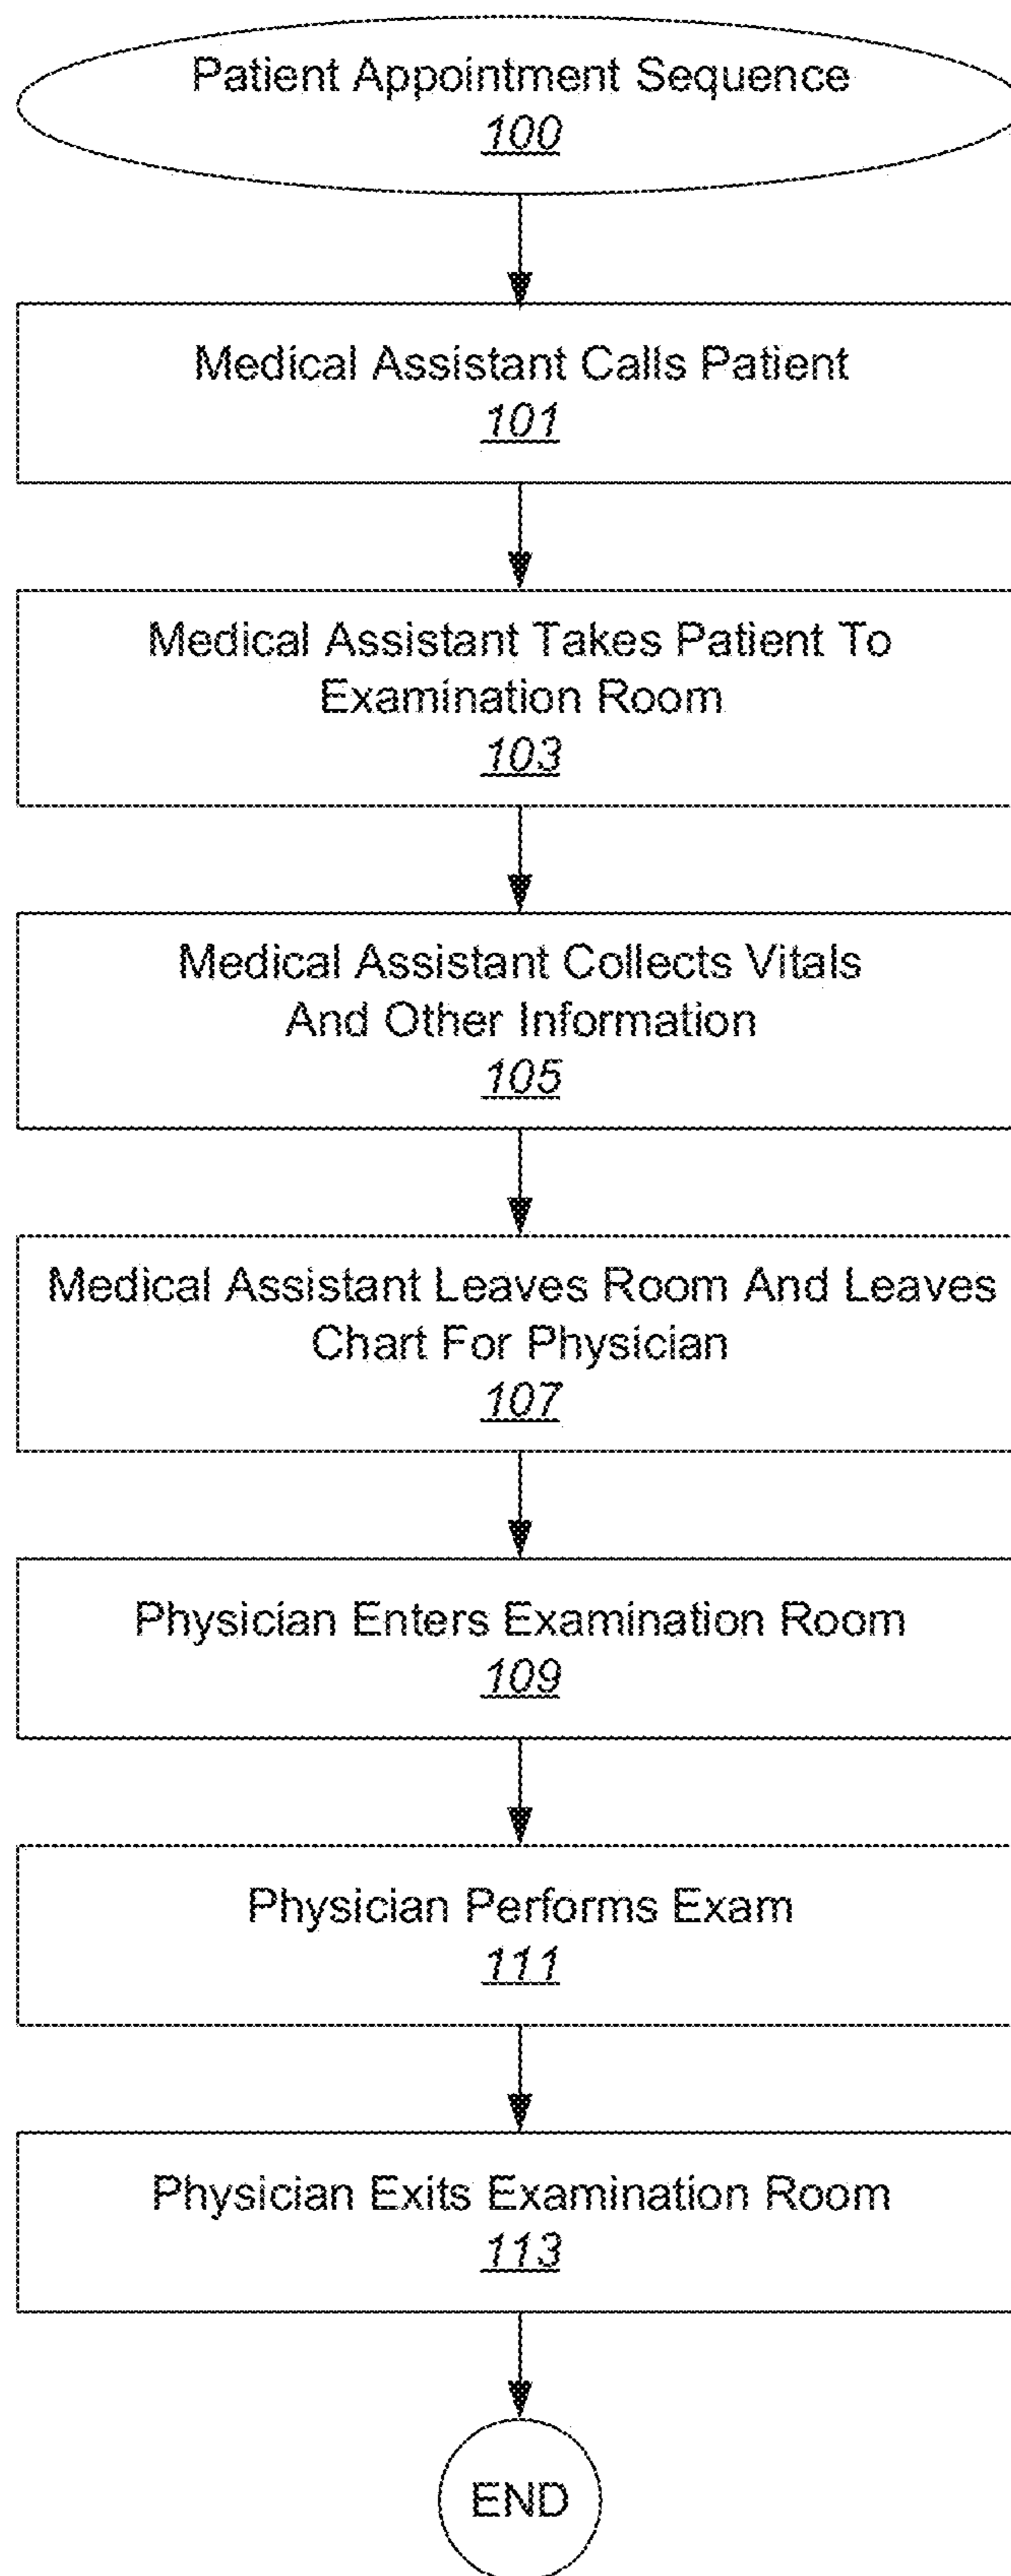 Patient Appointment Sequence
100
Medical Assistant Calls Patient
101
Medical Assistant Takes Patient To
Examination Room
103
Medical Assistant Collects Vitals
And Other Information
105
Medical Assistant Leaves Room And Leaves
Chart For Physician
107
Physician Enters Examination Room
109
Physician Performs Exam
111
Physician Exits Examination Room
113
END